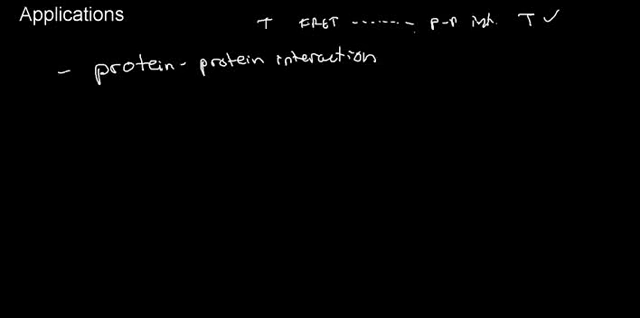 Applications
T FRET ........ p-p int. T ✓
- protein - protein interaction